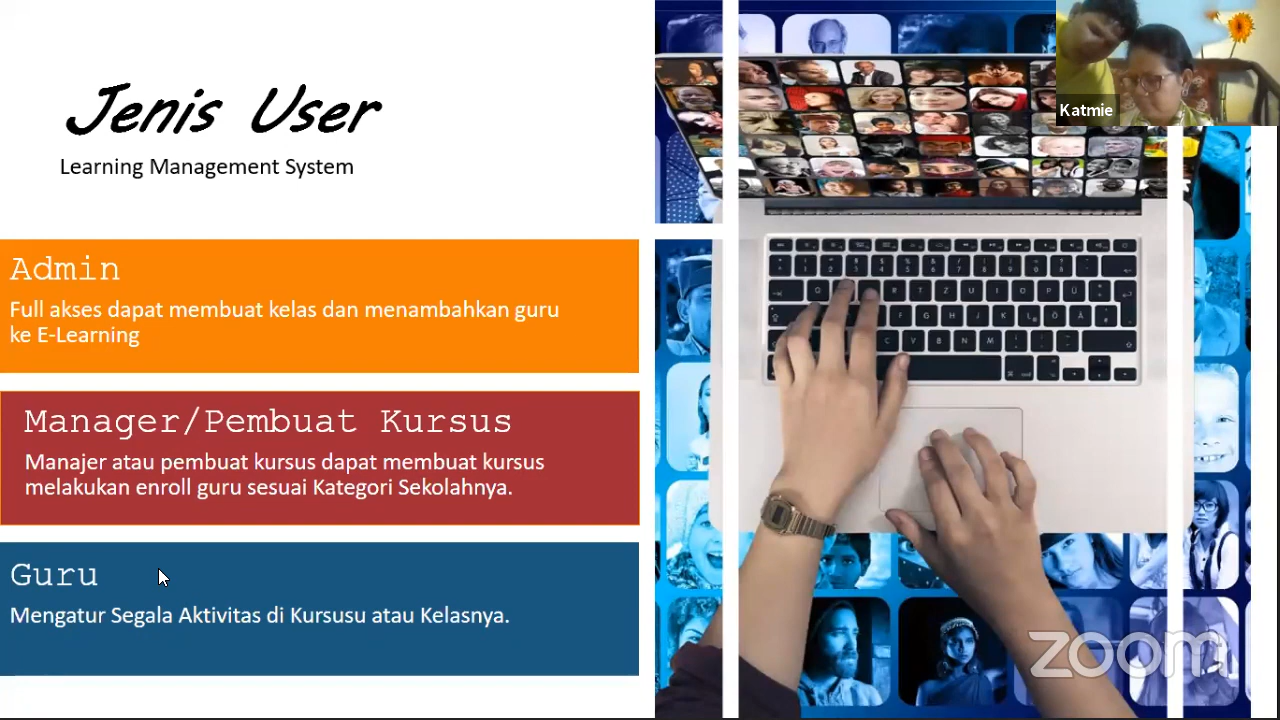 Jenis User
Learning Management System
Admin
Full akses dapat membuat kelas dan menambahkan guru
ke E-Learning
Manager/Pembuat Kursus
Manajer atau pembuat kursus dapat membuat kursus
melakukan enroll guru sesuai Kategori Sekolahnya.
Guru
Mengatur Segala Aktivitas di Kursusu atau Kelasnya.
Katmie
zoom